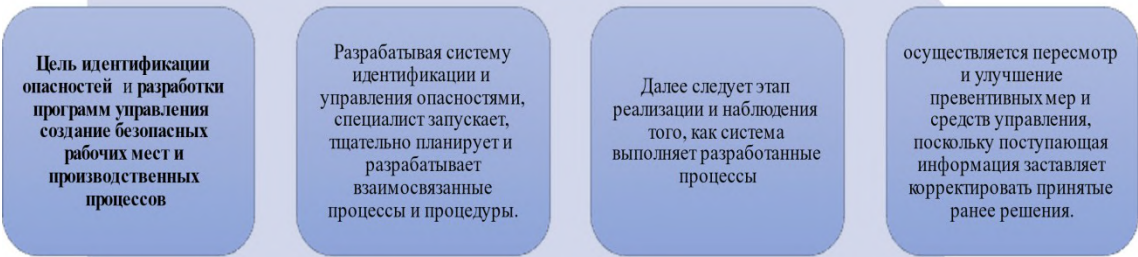 Цель идентификации
опасностей и разработки
программ управления
создание безопасных
рабочих мест и
производственных
процессов
Разрабатывая систему
идентификации и
управления опасностями,
специалист запускает,
тщательно планирует и
разрабатывает
взаимосвязанные
процессы и процедуры.
Далее следует этап
реализации и наблюдения
того, как система
выполняет разработанные
процессы
осуществляется пересмотр
и улучшение
превентивных мер и
средств управления,
поскольку поступающая
информация заставляет
корректировать принятые
ранее решения.